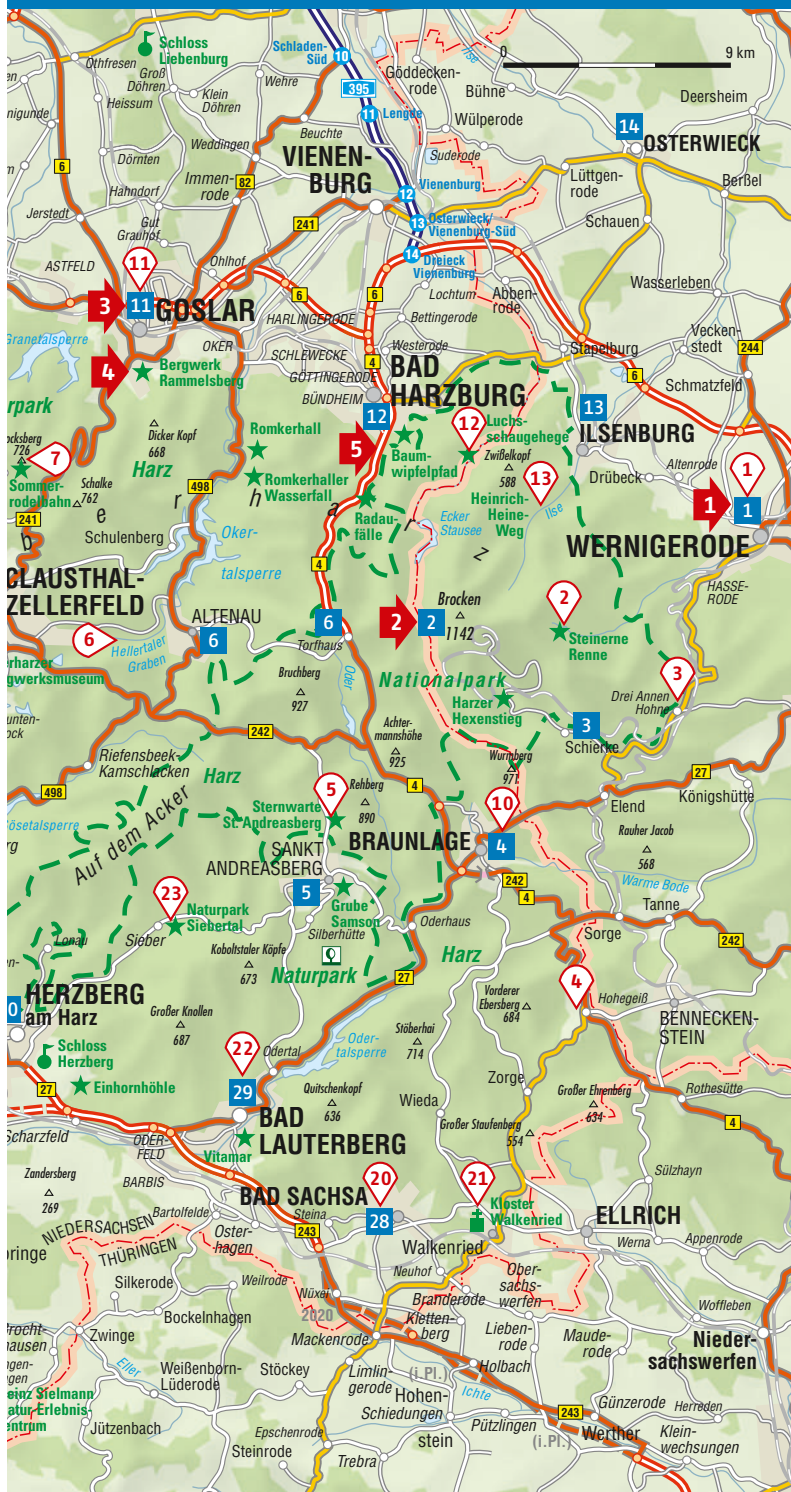 0
9 km
Schloss
Liebenburg
Othfresen
Groß
Döhren
Klein
Döhren
Heissum
Wehre
Schladen-
Süd
10
395
11
Lengde
Göddecken-
rode
Ilse
Bühne
Wülperode
Suderode
Deersheim
14
OSTERWIECK
Lüttgen-
rode
Berßel
Schauen
Wasserleben
Beuchte
Weddingen
VIENEN-
BURG
Immen-
rode
82
6
Dörnten
Hahndorf
Jerstedt
Gut
Grauhof
Ohlhof
241
12
Vienenburg
13
Osterwieck/
Vienenburg-Süd
14
Dreieck
Vienenburg
Lochtum
Abben-
rode
Bettingerode
Westerode
Stapelburg
Vecken-
stedt
244
6
Schmatzfeld
ASTFELD
11
3
11
GOSLAR
6
6
4
HARLINGERODE
SCHLEWECKE
GÖTTINGERODE
BÜNDHEIM
BAD
HARZBURG
12
OKER
Granetalsperre
4
Bergwerk
Rammelsberg
rpark
ocksberg
726
7
Sommer-
rodelbahn
Dicker Kopf
668
Harz
Schalke
762
498
241
Schulenberg
Romkerhall
Romkerhaller
Wasserfall
Oker-
talsperre
5
Baum-
wipfelpfad
Radau-
fälle
12
Luchs-
schaugehege
Zwißelkopf
588
13
Heinrich-
Heine-
Weg
Ilse
Ecker
Stausee
13
ILSENBURG
Drübeck
Altenrode
1
1
1
WERNIGERODE
HASSE-
RODE
b e r h a r z
4
CLAUSTHAL-
ZELLERFELD
ALTENAU
6
6
Hellertaler
Graben
erharzer
gwerksmuseum
6
Torfhaus
Bruchberg
927
Oder
2
2
Brocken
1142
2
Steinerne
Renne
3
Drei Annen
Hohne
Nationalpark
Harzer
Hexenstieg
3
Schierke
Achter-
mannshöhe
925
Wurmberg
971
242
498
Riefensbeek-
Kamschlacken
Harz
Auf dem Acker
Rehberg
890
5
Sternwarte
St. Andreasberg
4
10
BRAUNLAGE
4
27
Elend
Königshütte
Rauher Jacob
568
Warme Bode
SANKT
ANDREASBERG
5
Grube
Samson
Silberhütte
Oderhaus
242
4
Tanne
Sorge
242
23
Naturpark
Siebertal
Sieber
Lonau
Koboltstaler Köpfe
673
Naturpark
27
Harz
4
Hohegeiß
BENNECKEN-
STEIN
0
HERZBERG
am Harz
Schloss
Herzberg
Einhornhöhle
27
Großer Knollen
687
22
29
Odertal
Oder-
talsperre
Stöberhai
714
Vorderer
Ebersberg
684
Zorge
Wieda
Großer Ehrenberg
634
Rothesütte
4
Großer Staufenberg
554
Sülzhayn
BAD
LAUTERBERG
Vitamar
Quitschenkopf
636
Scharzfeld
ODER-
FELD
BARBIS
Zandersberg
269
NIEDERSACHSEN
THÜRINGEN
Bartolfelde
Oster-
hagen
243
BAD SACHSA
Steina
20
28
21
Kloster
Walkenried
Walkenried
ELLRICH
Werna
Appenrode
Neuhof
Ober-
sachs-
werfen
Branderode
Woffleben
Silkerode
Weilrode
Nüxei
2020
Bockelnhagen
Mackenrode
Kletten-
berg
Lieben-
rode
Maude-
rode
Nieder-
sachswerfen
Zwinge
Eller
Weißenborn-
Lüderode
Stöckey
Limlin-
gerode
(i.Pl.)
Holbach
Ichte
Hohen-
Schiedungen
stein
Pützlingen
243
(i.Pl.)
Günzerode
Herreden
Werther
Klein-
wechsungen
Jützenbach
Epschenrode
Steinrode
Trebra